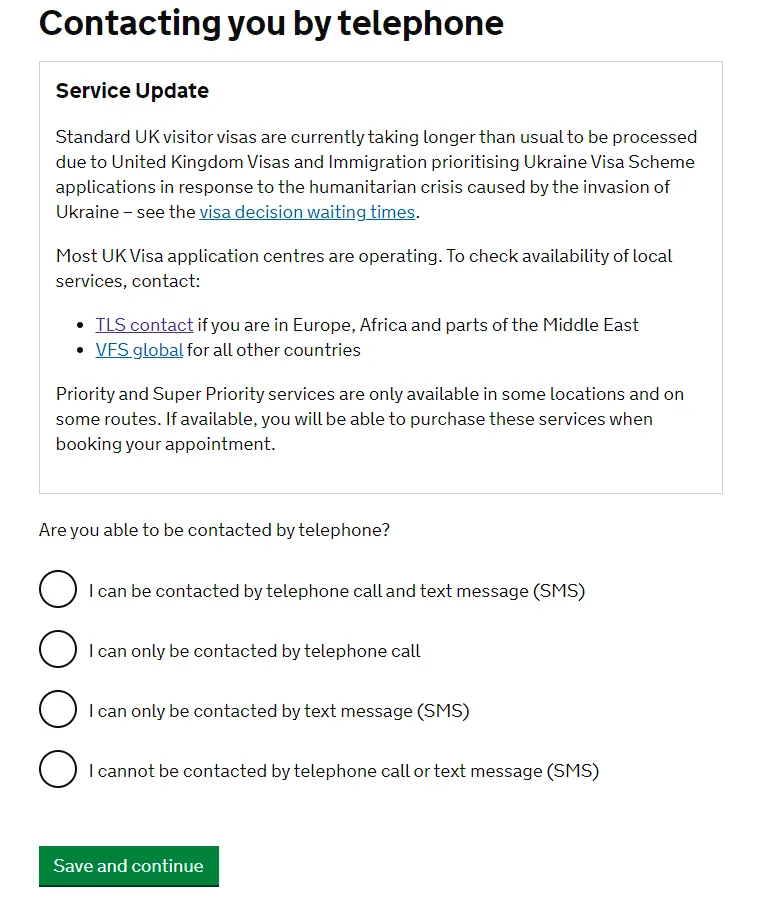 Contacting you by telephone
Service Update
Standard UK visitor visas are currently taking longer than usual to be processed
due to United Kingdom Visas and Immigration prioritising Ukraine Visa Scheme
applications in response to the humanitarian crisis caused by the invasion of
Ukraine – see the visa decision waiting times.
Most UK Visa application centres are operating. To check availability of local
services, contact:
• TLS contact if you are in Europe, Africa and parts of the Middle East
• VFS global for all other countries
Priority and Super Priority services are only available in some locations and on
some routes. If available, you will be able to purchase these services when
booking your appointment.
Are you able to be contacted by telephone?
I can be contacted by telephone call and text message (SMS)
I can only be contacted by telephone call
I can only be contacted by text message (SMS)
I cannot be contacted by telephone call or text message (SMS)
Save and continue